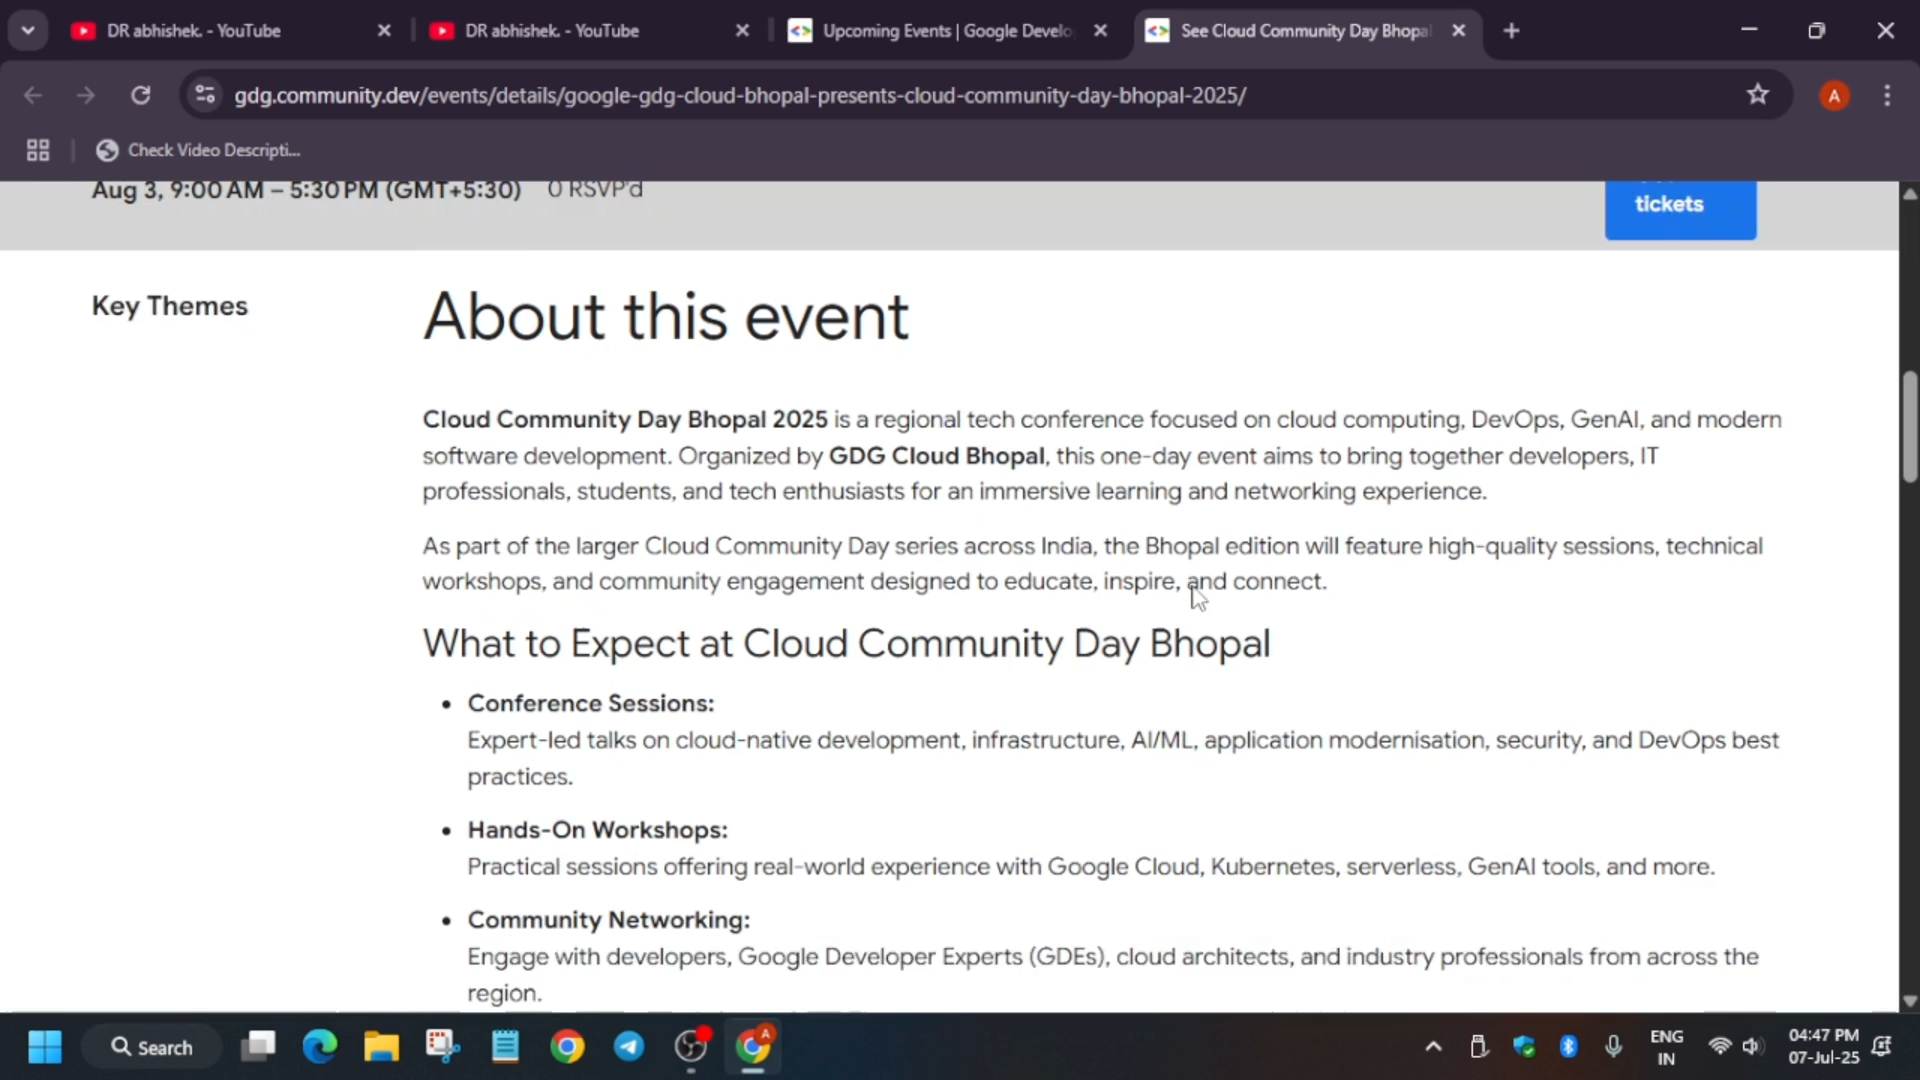 DR abhishek. - YouTube
DR abhishek. - YouTube
Upcoming Events | Google Develo
See Cloud Community Day Bhopal
gdg.community.dev/events/details/google-gdg-cloud-bhopal-presents-cloud-community-day-bhopal-2025/
A
Check Video Descripti...
Aug 3, 9:00 AM – 5:30 PM (GMT+5:30) 0 RSVP'd
tickets
Key Themes
About this event
Cloud Community Day Bhopal 2025 is a regional tech conference focused on cloud computing, DevOps, GenAI, and modern
software development. Organized by GDG Cloud Bhopal, this one-day event aims to bring together developers, IT
professionals, students, and tech enthusiasts for an immersive learning and networking experience.
As part of the larger Cloud Community Day series across India, the Bhopal edition will feature high-quality sessions, technical
workshops, and community engagement designed to educate, inspire, and connect.
What to Expect at Cloud Community Day Bhopal
• Conference Sessions:
Expert-led talks on cloud-native development, infrastructure, AI/ML, application modernisation, security, and DevOps best
practices.
• Hands-On Workshops:
Practical sessions offering real-world experience with Google Cloud, Kubernetes, serverless, GenAI tools, and more.
• Community Networking:
Engage with developers, Google Developer Experts (GDEs), cloud architects, and industry professionals from across the
region.
Search
A
ENG
IN
04:47 PM
07-Jul-25